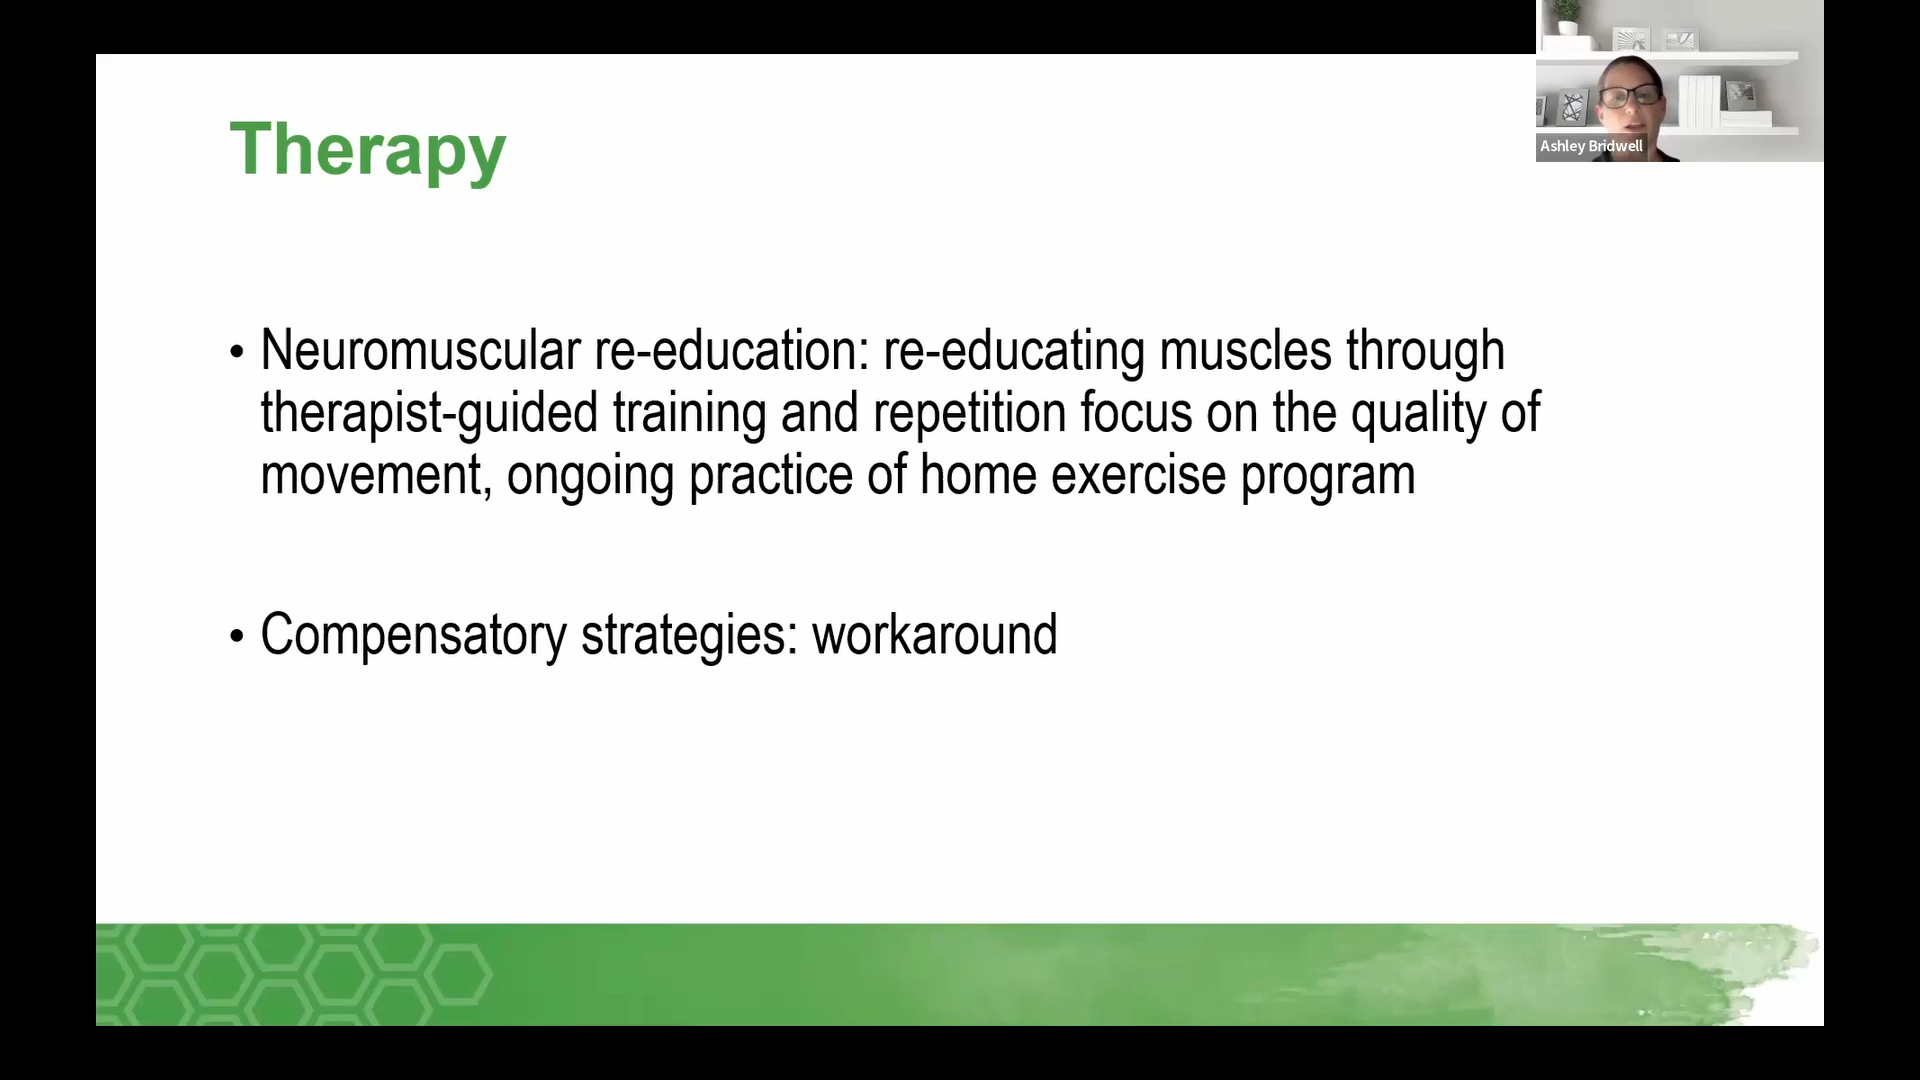 Therapy
Ashley Bridwell
• Neuromuscular re-education: re-educating muscles through
therapist-guided training and repetition focus on the quality of
movement, ongoing practice of home exercise program
• Compensatory strategies: workaround